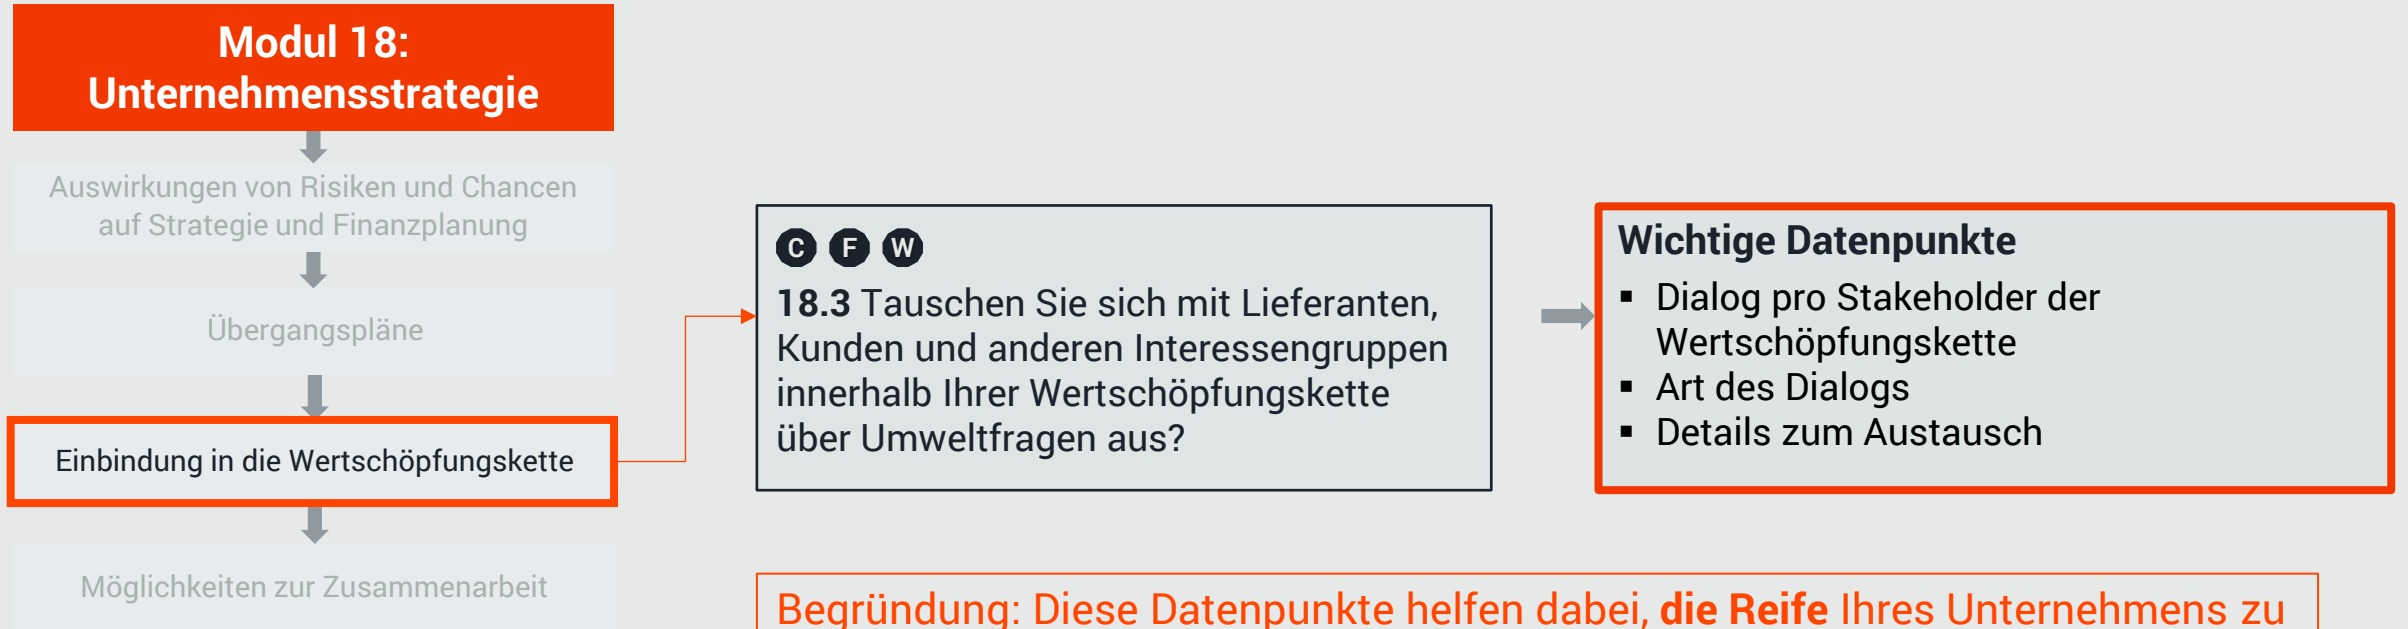 Modul 18:
Unternehmensstrategie
Auswirkungen von Risiken und Chancen
auf Strategie und Finanzplanung
Übergangspläne
Einbindung in die Wertschöpfungskette
Möglichkeiten zur Zusammenarbeit
C F W
18.3 Tauschen Sie sich mit Lieferanten,
Kunden und anderen Interessengruppen
innerhalb Ihrer Wertschöpfungskette
über Umweltfragen aus?
Wichtige Datenpunkte
▪ Dialog pro Stakeholder der
Wertschöpfungskette
▪ Art des Dialogs
▪ Details zum Austausch
Begründung: Diese Datenpunkte helfen dabei, die Reife Ihres Unternehmens zu